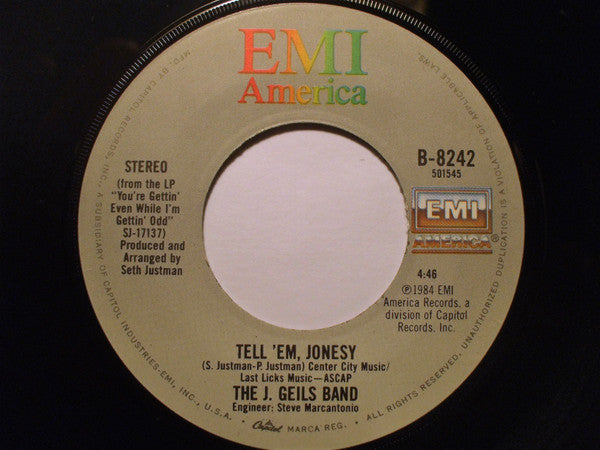 EMI
America
STEREO
(from the LP
"You're Gettin'
Even While I'm
Gettin' Odd"
SJ-17137)
Produced and
Arranged by
Seth Justman
B-8242
501545
EMI
AMERICA®
4:46
℗1984 EMI
America Records, a
division of Capitol
Records, Inc.
TELL 'EM, JONESY
(S. Justman-P. Justman) Center City Music/
Last Licks Music—ASCAP
THE J. GEILS BAND
Engineer: Steve Marcantonio
MFG. BY CAPITOL RECORDS, INC., A SUBSIDIARY OF CAPITOL INDUSTRIES-EMI, INC., U.S.A.
Capitol MARCA REG.
ALL RIGHTS RESERVED. UNAUTHORIZED DUPLICATION IS A VIOLATION OF APPLICABLE LAWS.